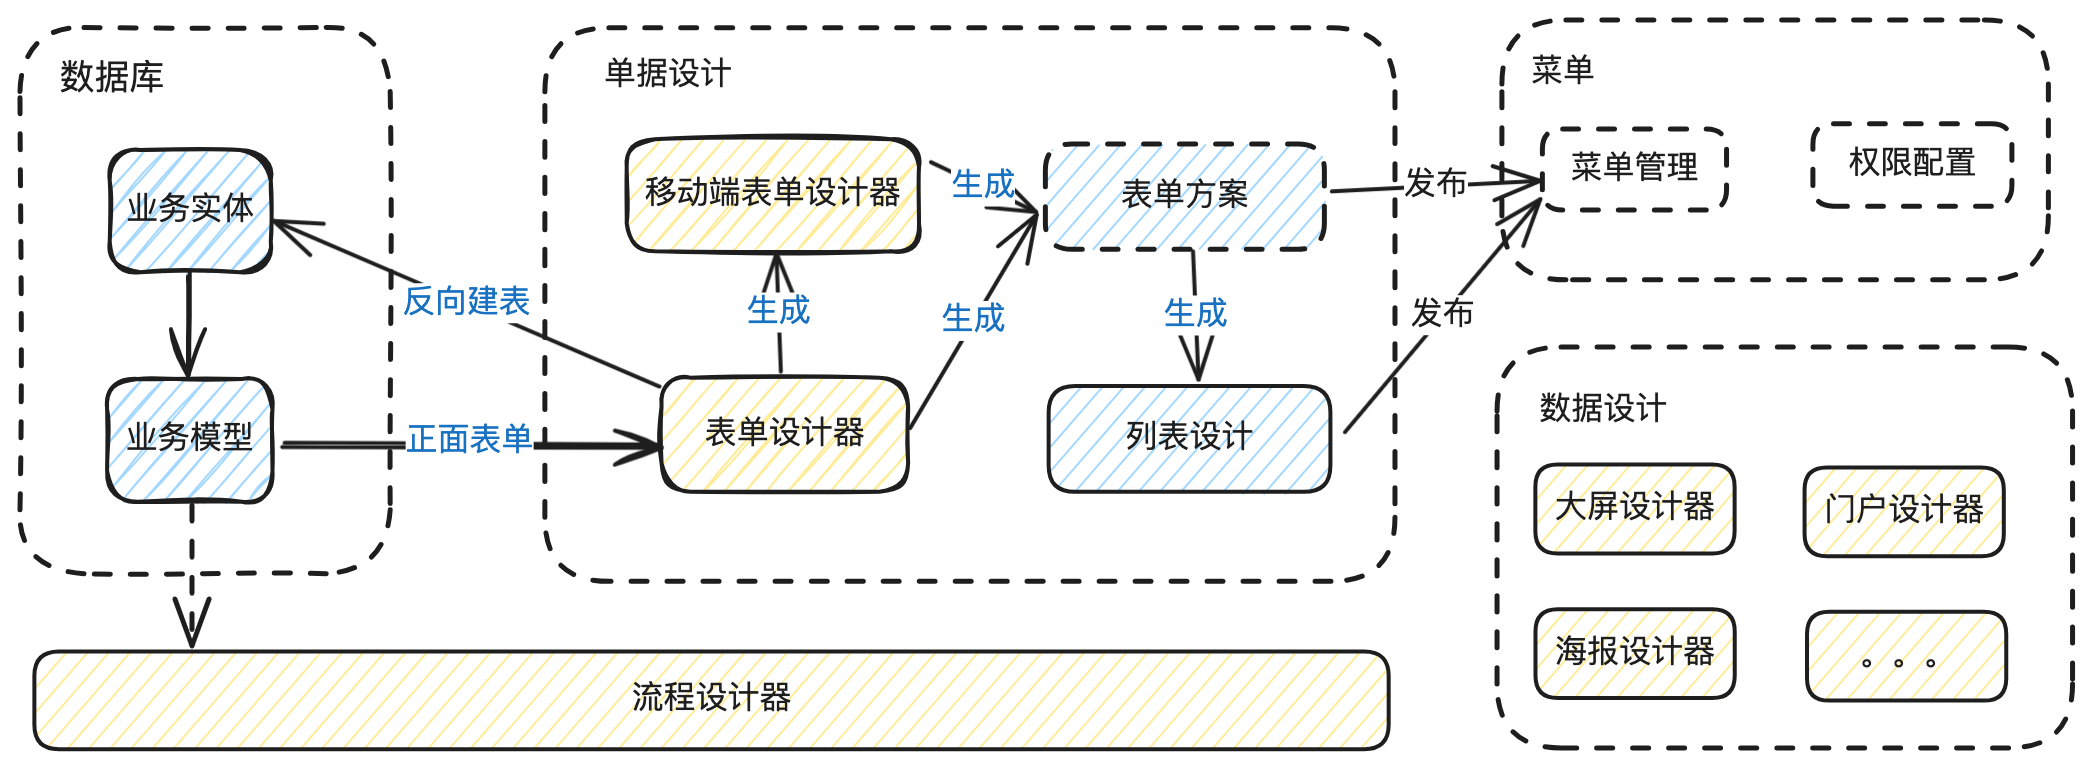 数据库
业务实体
业务模型
反向建表
正面表单
单据设计
移动端表单设计器
生成
表单方案
生成
生成
生成
表单设计器
列表设计
发布
发布
菜单
菜单管理
权限配置
数据设计
大屏设计器
门户设计器
海报设计器
。。。
流程设计器